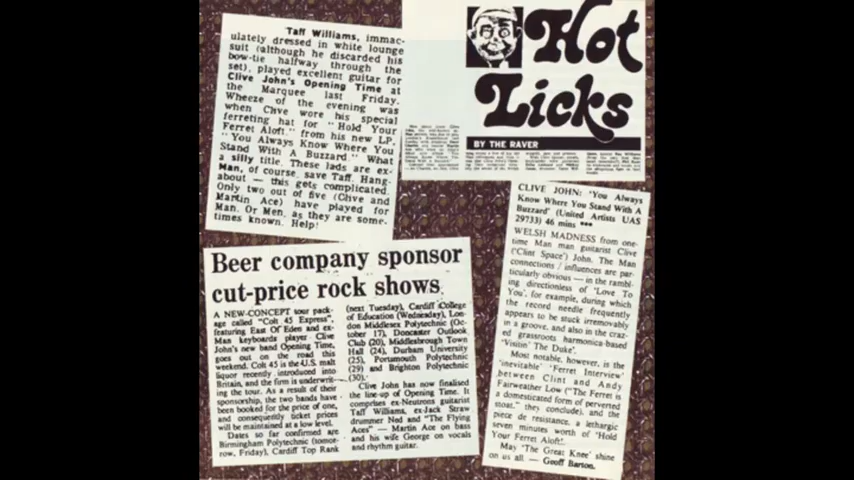 Taff Williams, immac-
ulately dressed in white lounge
suit (although he discarded his
bow-tie halfway through the
set), played excellent guitar for
Clive John's Opening Time at
the Marquee last Friday.
Wheeze of the evening was
when Clive wore his special
ferreting hat for "Hold Your
Ferret Aloft" from his new LP,
"You Always Know Where You
Stand With A Buzzard" What
a silly title. These lads are ex-
Man, of course, save Taff. Hang-
about — this gets complicated.
Only two out of five (Clive and
Martin Ace) have played for
Man. Or Men, as they are some-
times known. Help!
Hot
Licks
BY THE RAVER
Beer company sponsor
cut-price rock shows
A NEW-CONCEPT tour pack-
age called "Colt 45 Express",
featuring East Of Eden and ex-
Man keyboards player Clive
John's new band Opening Time,
goes out on the road this
weekend. Colt 45 is the U.S. malt
liquor recently introduced into
Britain, and the firm is underwrit-
ing the tour. As a result of their
sponsorship, the two bands have
been booked for the price of one,
and consequently ticket prices
will be maintained at a low level.
Dates so far confirmed are
Birmingham Polytechnic (tomor-
row, Friday), Cardiff Top Rank
(next Tuesday), Cardiff College
of Education (Wednesday), Lon-
don Middlesex Polytechnic (Oc-
tober 17), Doncaster Outlook
Club (20), Middlesbrough Town
Hall (24), Durham University
(25), Portsmouth Polytechnic
(29) and Brighton Polytechnic
(30).
Clive John has now finalised
the line-up of Opening Time. It
comprises ex-Neutrons guitarist
Taff Williams, ex-Jack Straw
drummer Ned and "The Flying
Aces" — Martin Ace on bass
and his wife George on vocals
and rhythm guitar.
CLIVE JOHN: 'You Always
Know Where You Stand With A
Buzzard' (United Artists UAS
29733) 46 mins ***
WELSH MADNESS from one-
time Man man guitarist Clive
('Clint Space') John. The Man
connections / influences are par-
ticularly obvious — in the rambl-
ing directionless of 'Love To
You', for example, during which
the record needle frequently
appears to be stuck irremovably
in a groove, and also in the craz-
ed grassroots harmonica-based
'Visitin' The Duke'.
Most notable, however, is the
'inevitable' 'Ferret Interview'
between Clint and Andy
Fairweather Low ("The Ferret is
a domesticated form of perverted
stoat," they conclude), and the
piece de resistance, a lethargic
seven minutes worth of 'Hold
Your Ferret Aloft!'.
May 'The Great Knee' shine
on us all. — Geoff Barton.